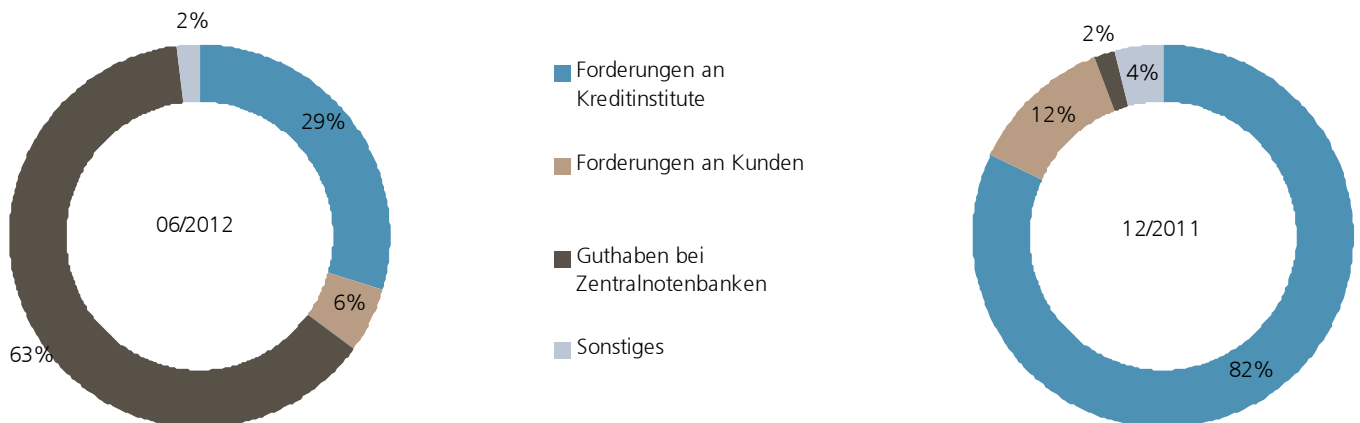 2%
29%
06/2012
6%
63%
Forderungen an
Kreditinstitute
Forderungen an Kunden
Guthaben bei
Zentralnotenbanken
Sonstiges
2%
4%
12%
12/2011
82%